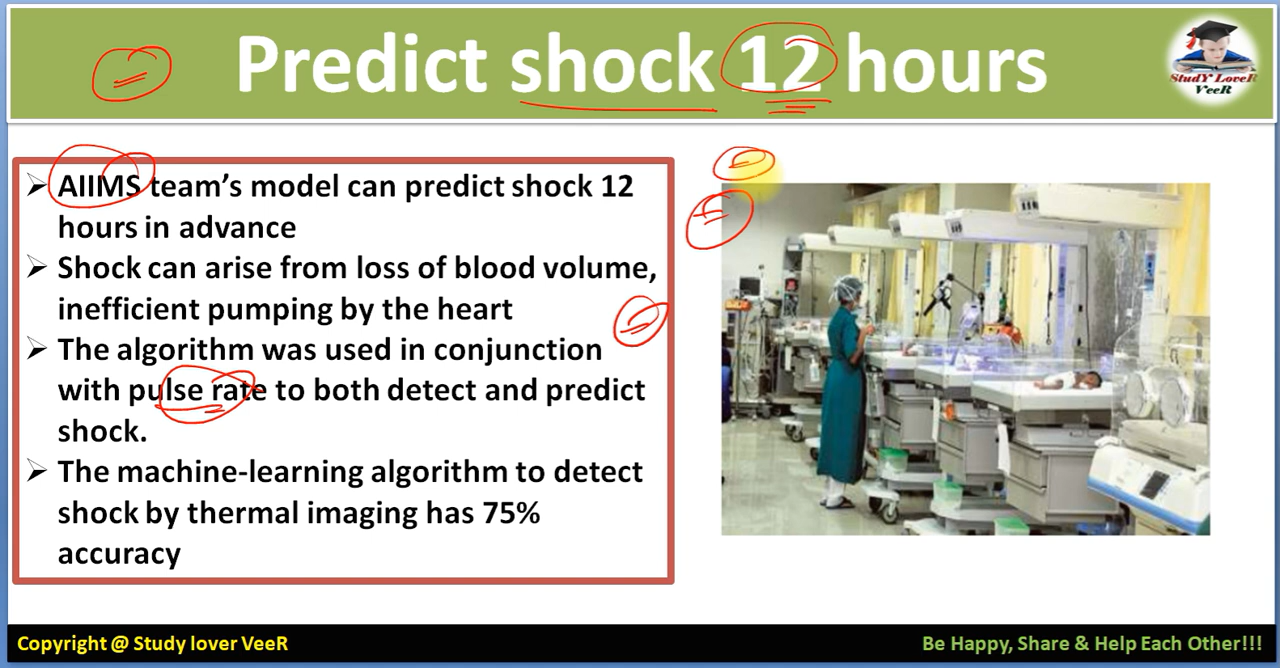 Predict shock 12 hours
StudY LoveR
VeeR
➢ AIIMS team's model can predict shock 12
hours in advance
➢ Shock can arise from loss of blood volume,
inefficient pumping by the heart
➢ The algorithm was used in conjunction
with pulse rate to both detect and predict
shock.
➢ The machine-learning algorithm to detect
shock by thermal imaging has 75%
accuracy
Copyright @ Study lover VeeR
Be Happy, Share & Help Each Other!!!